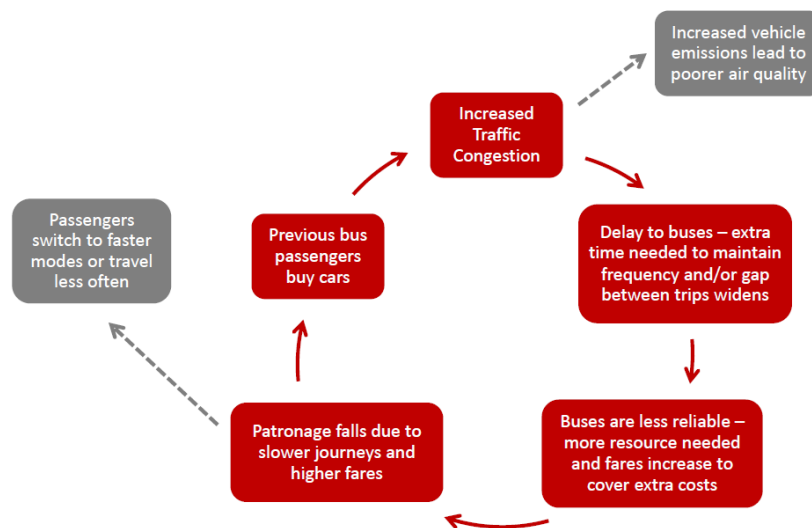 Increased vehicle
emissions lead to
poorer air quality
Increased
Traffic
Congestion
Passengers
switch to faster
modes or travel
less often
Previous bus
passengers
buy cars
Delay to buses – extra
time needed to maintain
frequency and/or gap
between trips widens
Patronage falls due to
slower journeys and
higher fares
Buses are less reliable –
more resource needed
and fares increase to
cover extra costs